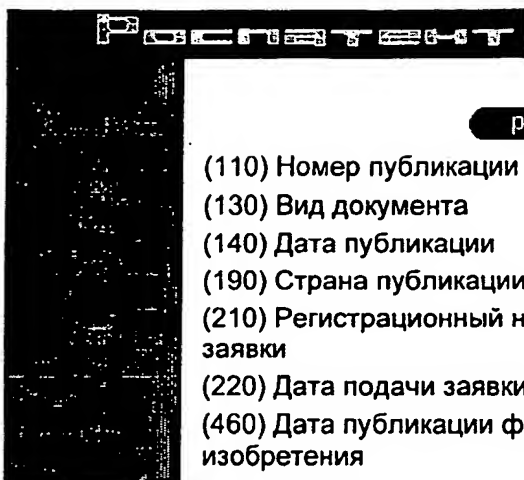 (110) Номер публикации
(130) Вид документа
(140) Дата публикации
(190) Страна публикации
(210) Регистрационный
заявки
(220) Дата подачи заявки
(460) Дата публикации
изобретения